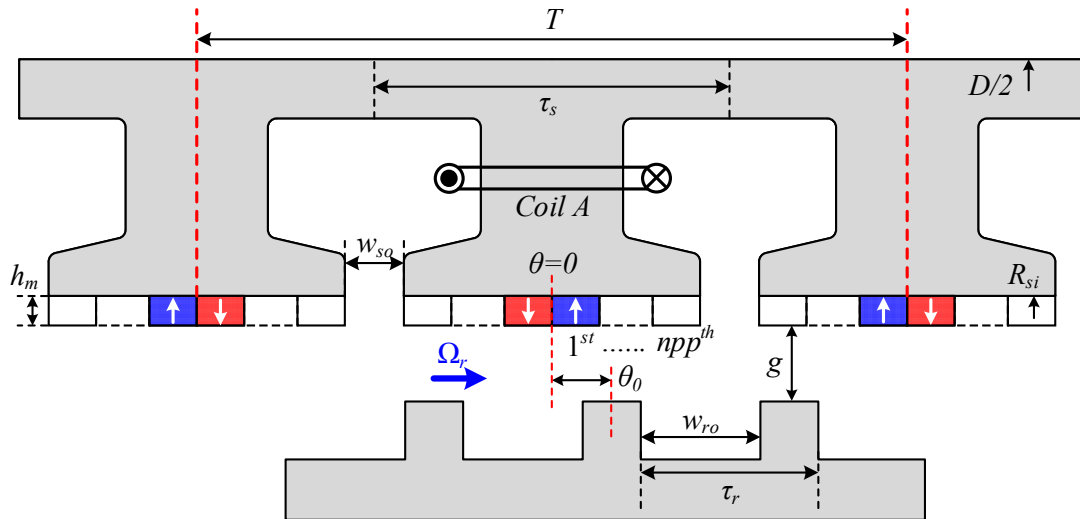 T
D/2
τs
Coil A
wso
θ=0
hm
Rsi
1st ...... nppth
Ωr
θ0
g
wro
τr